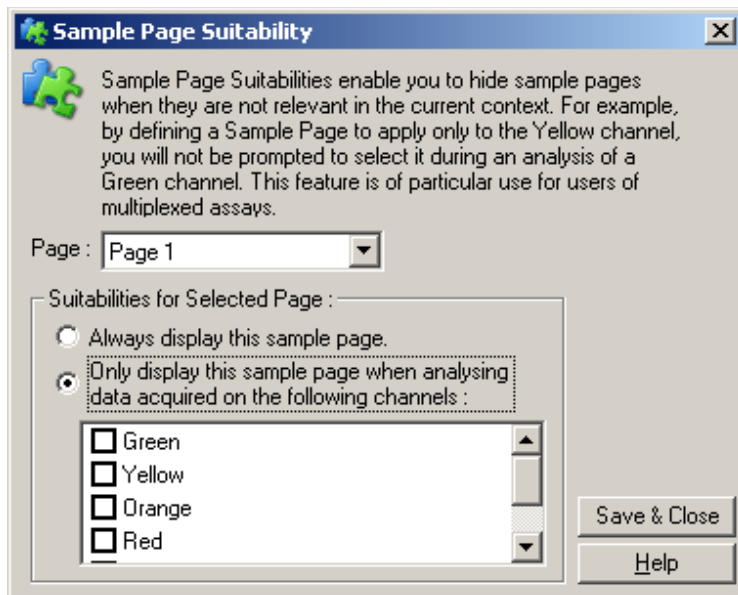 Sample Page Suitability
Sample Page Suitabilities enable you to hide sample pages
when they are not relevant in the current context. For example,
by defining a Sample Page to apply only to the Yellow channel,
you will not be prompted to select it during an analysis of a
Green channel. This feature is of particular use for users of
multiplexed assays.
Page : Page 1
Suitabilities for Selected Page :
Always display this sample page.
Only display this sample page when analysing
data acquired on the following channels :
Green
Yellow
Orange
Red
Save & Close
Help